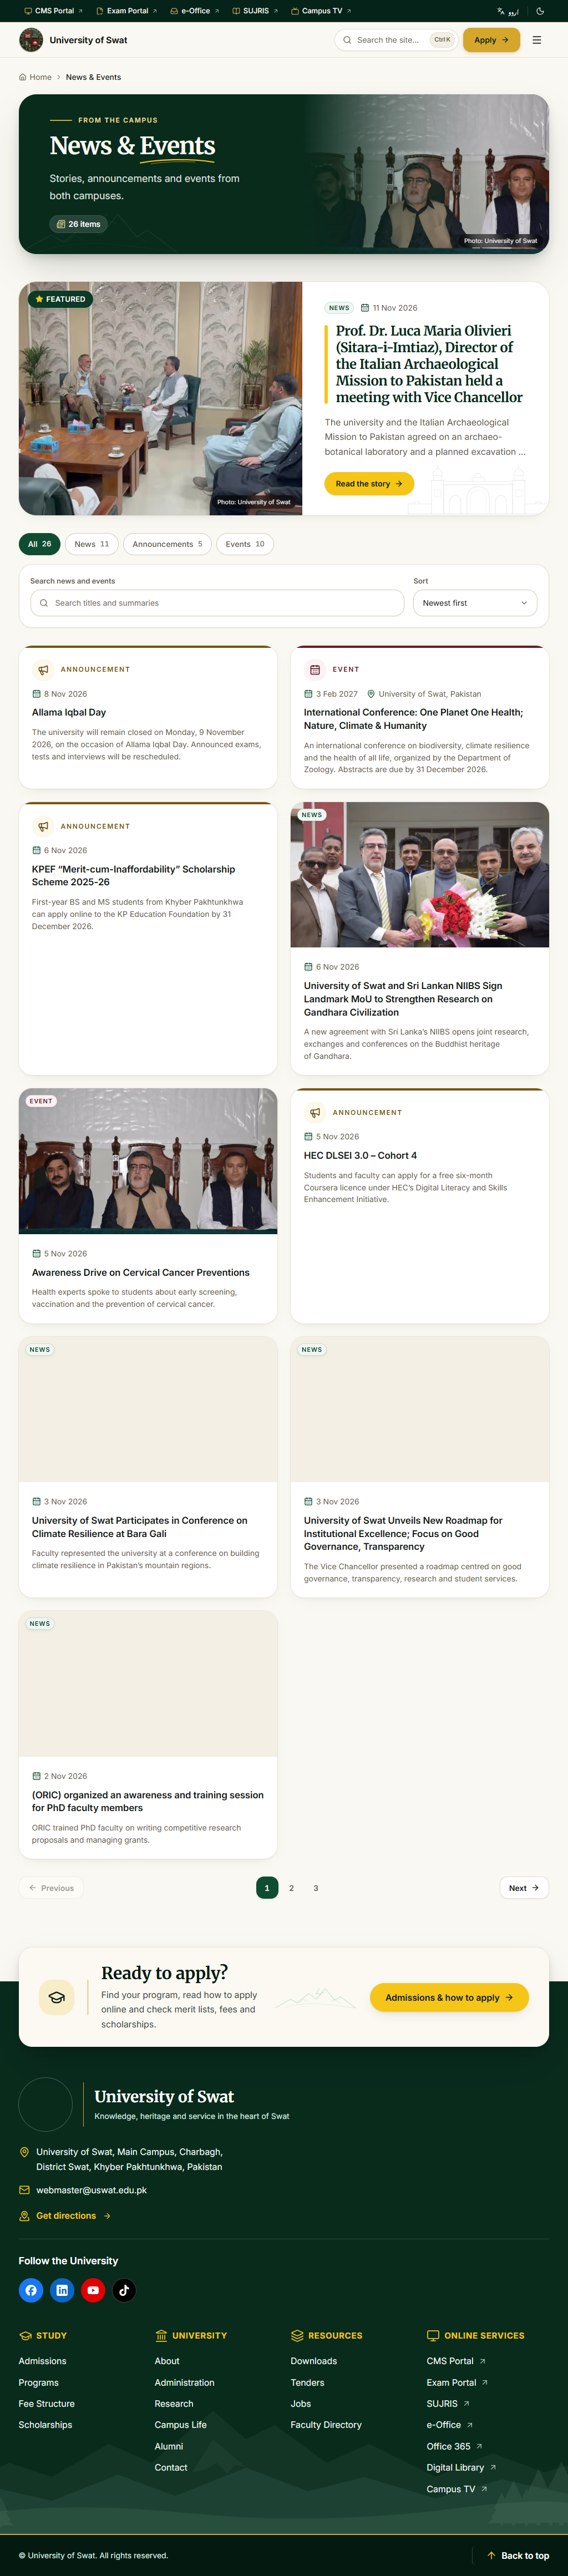 CMS Portal
Exam Portal
e-Office
SUJRIS
Campus TV
اردو
University of Swat
Search the site...
Ctrl K
Apply
Home
News & Events
FROM THE CAMPUS
News & Events
Stories, announcements and events from
both campuses.
26 items
Photo: University of Swat
FEATURED
Photo: University of Swat
NEWS
11 Nov 2026
Prof. Dr. Luca Maria Olivieri
(Sitara-i-Imtiaz), Director of
the Italian Archaeological
Mission to Pakistan held a
meeting with Vice Chancellor
The university and the Italian Archaeological
Mission to Pakistan agreed on an archaeo-
botanical laboratory and a planned excavation ...
Read the story
All 26
News 11
Announcements 5
Events 10
Search news and events
Search titles and summaries
Sort
Newest first
ANNOUNCEMENT
8 Nov 2026
Allama Iqbal Day
The university will remain closed on Monday, 9 November
2026, on the occasion of Allama Iqbal Day. Announced exams,
tests and interviews will be rescheduled.
EVENT
3 Feb 2027
University of Swat, Pakistan
International Conference: One Planet One Health;
Nature, Climate & Humanity
An international conference on biodiversity, climate resilience
and the health of all life, organized by the Department of
Zoology. Abstracts are due by 31 December 2026.
ANNOUNCEMENT
6 Nov 2026
KPEF “Merit-cum-Inaffordability” Scholarship
Scheme 2025-26
First-year BS and MS students from Khyber Pakhtunkhwa
can apply online to the KP Education Foundation by 31
December 2026.
NEWS
6 Nov 2026
University of Swat and Sri Lankan NIIBS Sign
Landmark MoU to Strengthen Research on
Gandhara Civilization
A new agreement with Sri Lanka’s NIIBS opens joint research,
exchanges and conferences on the Buddhist heritage
of Gandhara.
EVENT
5 Nov 2026
Awareness Drive on Cervical Cancer Preventions
Health experts spoke to students about early screening,
vaccination and the prevention of cervical cancer.
ANNOUNCEMENT
5 Nov 2026
HEC DLSEI 3.0 – Cohort 4
Students and faculty can apply for a free six-month
Coursera licence under HEC’s Digital Literacy and Skills
Enhancement Initiative.
NEWS
3 Nov 2026
University of Swat Participates in Conference on
Climate Resilience at Bara Gali
Faculty represented the university at a conference on building
climate resilience in Pakistan’s mountain regions.
NEWS
3 Nov 2026
University of Swat Unveils New Roadmap for
Institutional Excellence; Focus on Good
Governance, Transparency
The Vice Chancellor presented a roadmap centred on good
governance, transparency, research and student services.
NEWS
2 Nov 2026
(ORIC) organized an awareness and training session
for PhD faculty members
ORIC trained PhD faculty on writing competitive research
proposals and managing grants.
Previous
1
2
3
Next
Ready to apply?
Find your program, read how to apply
online and check merit lists, fees and
scholarships.
Admissions & how to apply
University of Swat
Knowledge, heritage and service in the heart of Swat
University of Swat, Main Campus, Charbagh,
District Swat, Khyber Pakhtunkhwa, Pakistan
webmaster@uswat.edu.pk
Get directions
Follow the University
STUDY
Admissions
Programs
Fee Structure
Scholarships
UNIVERSITY
About
Administration
Research
Campus Life
Alumni
Contact
RESOURCES
Downloads
Tenders
Jobs
Faculty Directory
ONLINE SERVICES
CMS Portal
Exam Portal
SUJRIS
e-Office
Office 365
Digital Library
Campus TV
© University of Swat. All rights reserved.
Back to top